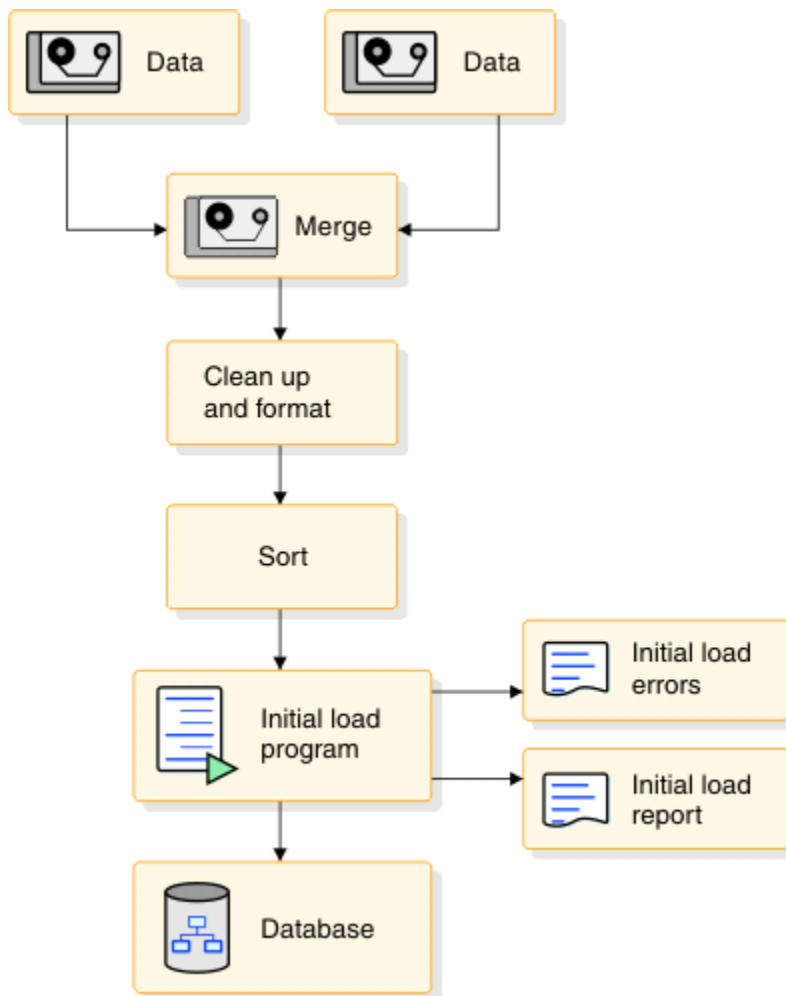 Data
Data
Merge
Clean up
and format
Sort
Initial load
errors
Initial load
program
Initial load
report
Database